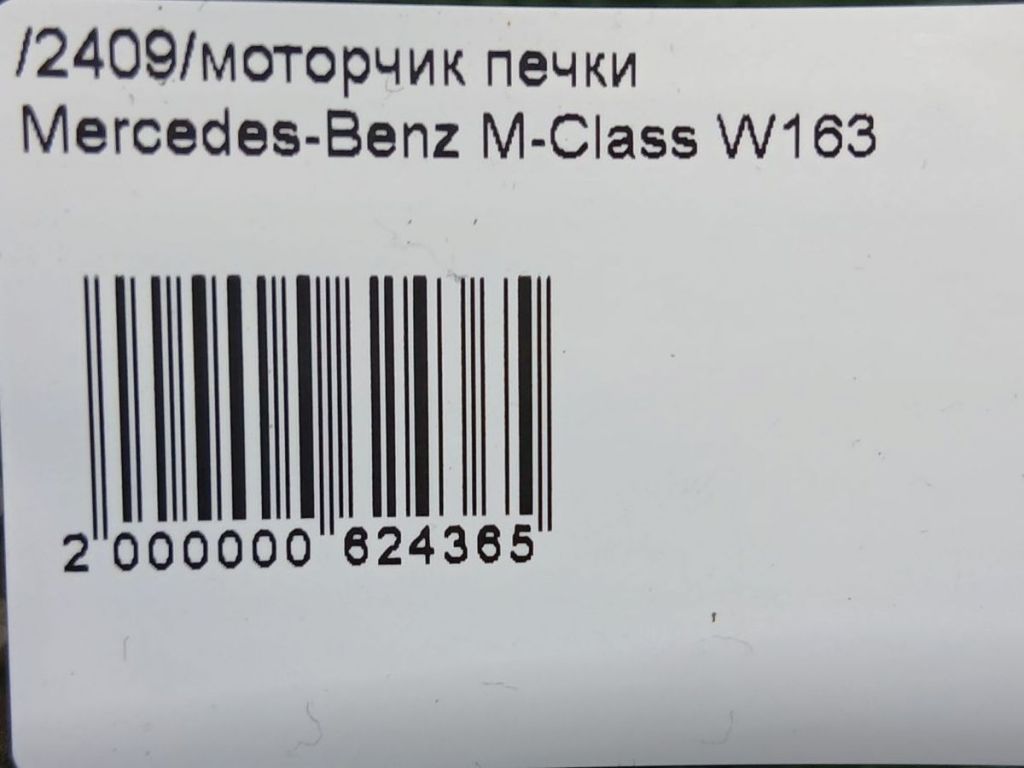 /2409/моторчик печки
Mercedes-Benz M-Class W163
2 000000 624365